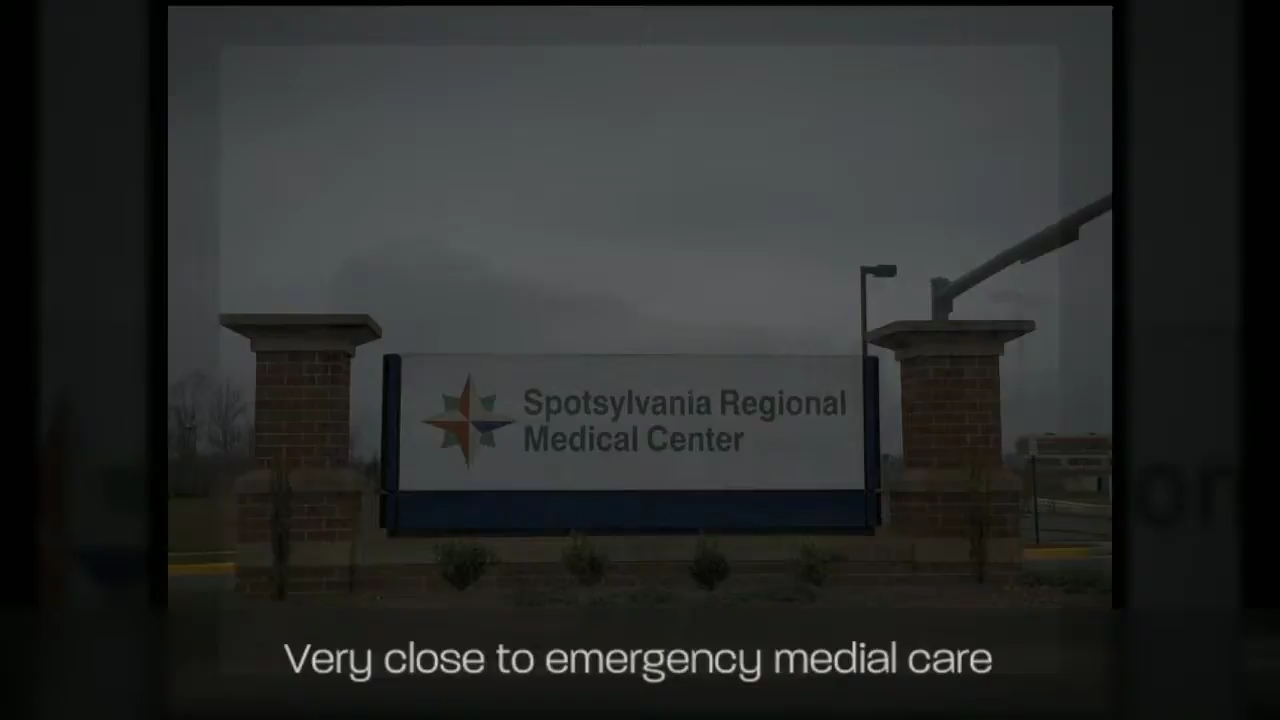 Spotsylvania Regional
Medical Center
Very close to emergency medial care